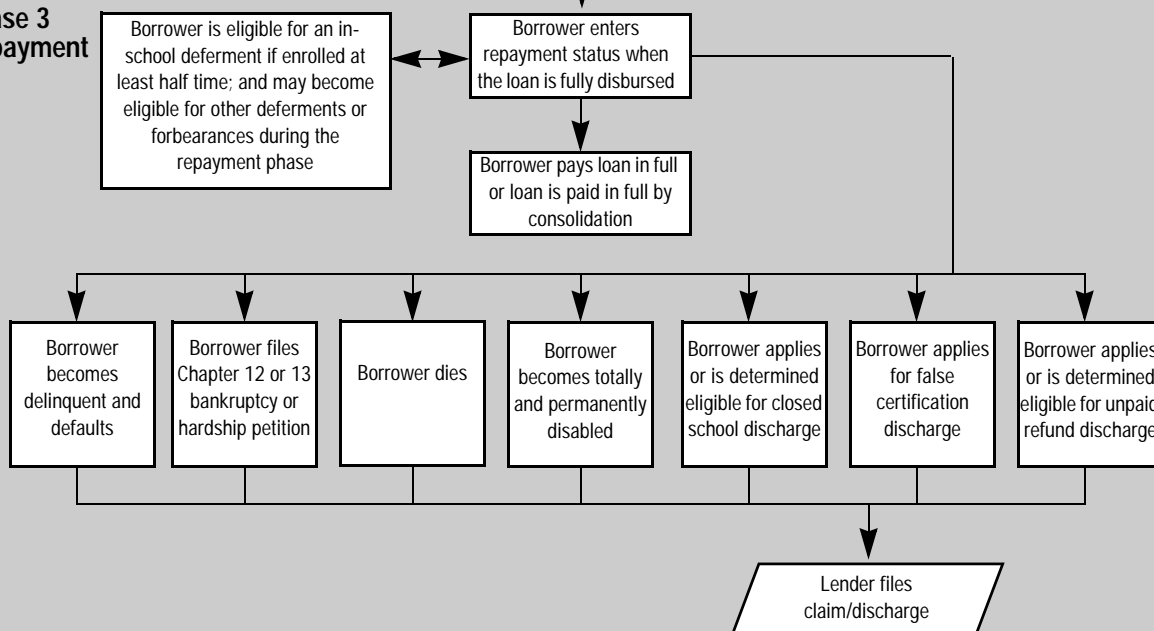 ase 3
payment
Borrower is eligible for an in-
school deferment if enrolled at
least half time; and may become
eligible for other deferments or
forbearances during the
repayment phase
Borrower enters
repayment status when
the loan is fully disbursed
Borrower pays loan in full
or loan is paid in full by
consolidation
Borrower
becomes
delinquent and
defaults
Borrower files
Chapter 12 or 13
bankruptcy or
hardship petition
Borrower dies
Borrower
becomes totally
and permanently
disabled
Borrower applies
or is determined
eligible for closed
school discharge
Borrower applies
for false
certification
discharge
Borrower applies
or is determined
eligible for unpaid
refund discharge
Lender files
claim/discharge